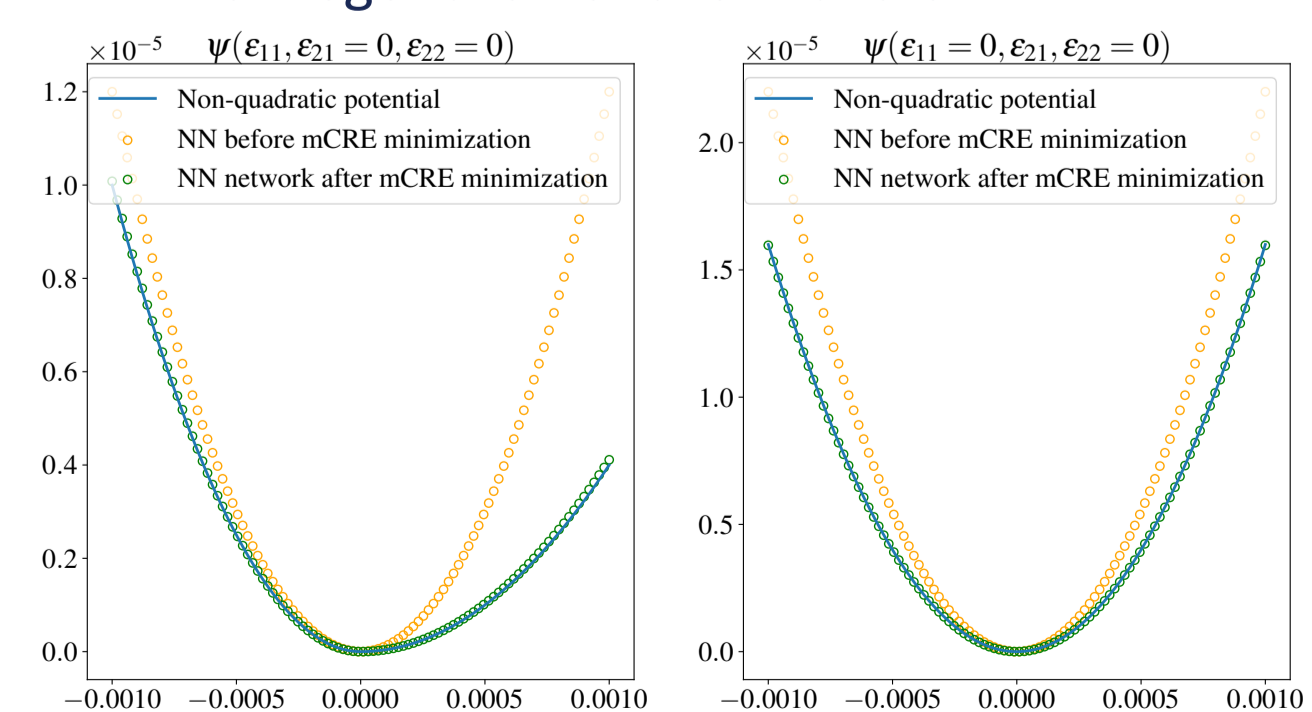 g
×10⁻⁵ ψ(ε₁₁, ε₂₁ = 0, ε₂₂ = 0)
Non-quadratic potential
NN before mCRE minimization
NN network after mCRE minimization
1.2
1.0
0.8
0.6
0.4
0.2
0.0
−0.0010 −0.0005 0.0000 0.0005 0.0010
×10⁻⁵ ψ(ε₁₁ = 0, ε₂₁, ε₂₂ = 0)
Non-quadratic potential
NN before mCRE minimization
NN network after mCRE minimization
2.0
1.5
1.0
0.5
0.0
−0.0010 −0.0005 0.0000 0.0005 0.0010